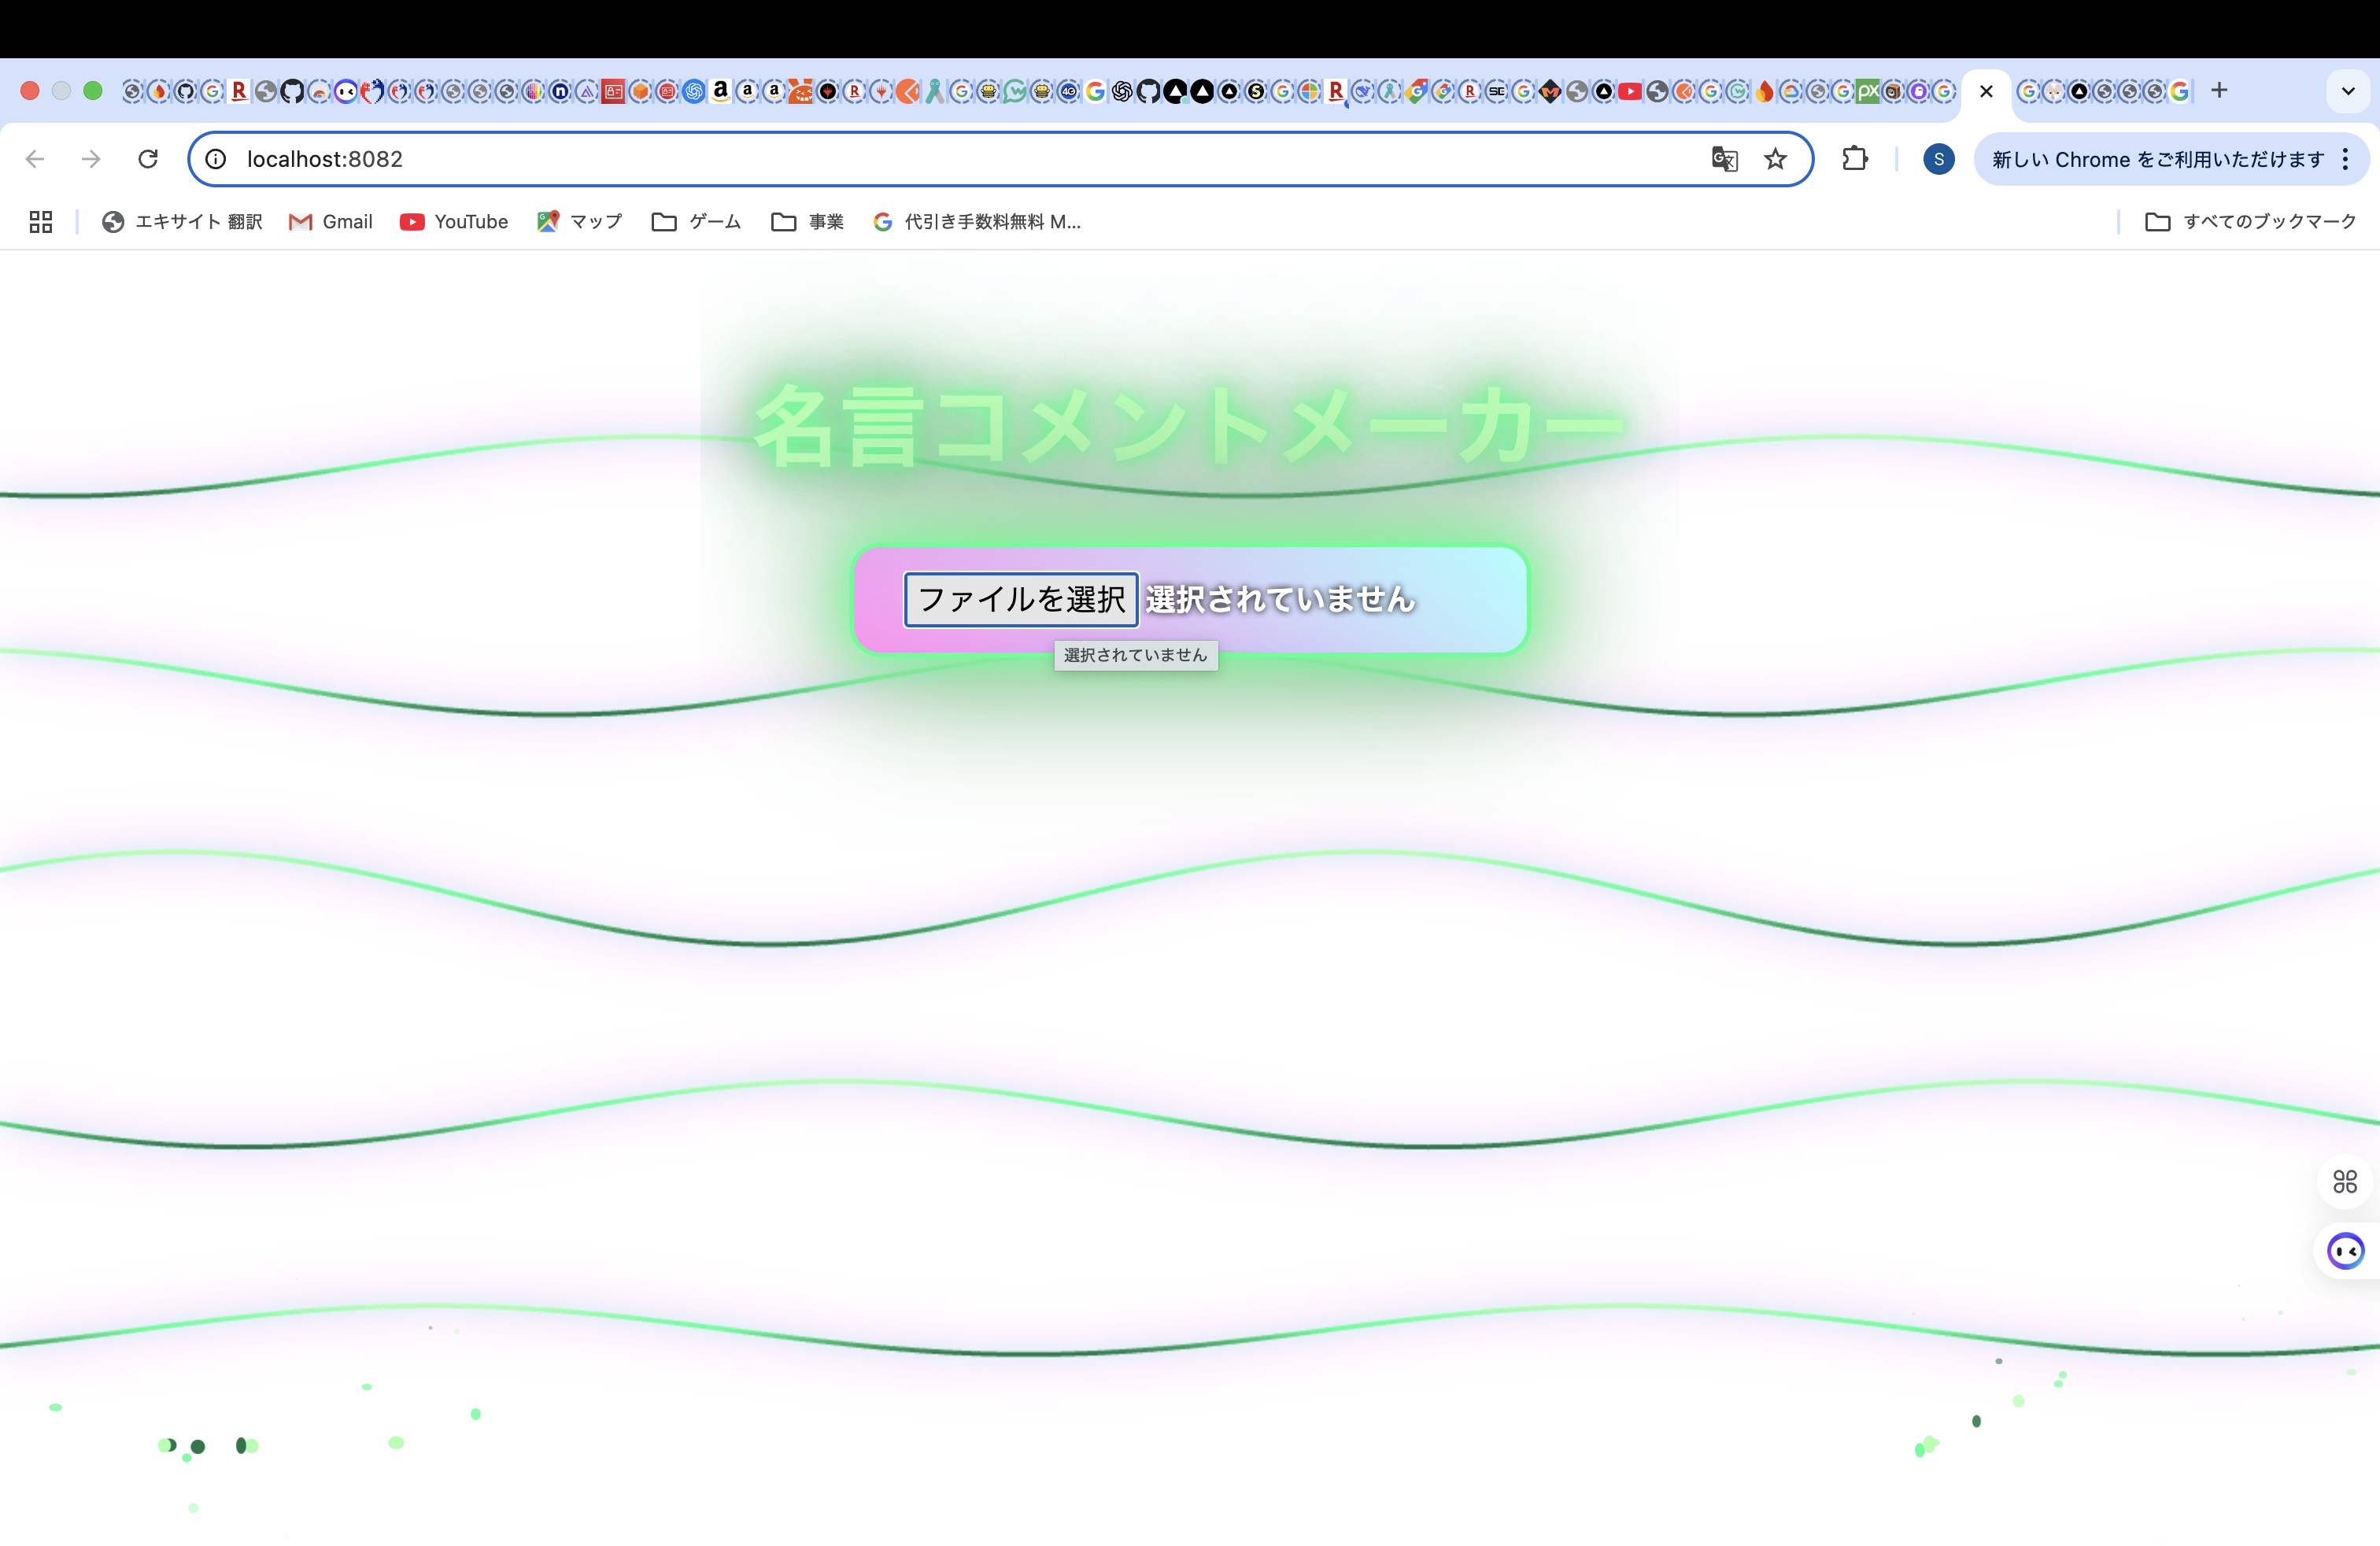 localhost:8082
S
新しい Chrome をご利用いただけます
エキサイト 翻訳
Gmail
YouTube
マップ
ゲーム
事業
代引き手数料無料 M...
すべてのブックマーク
名言コメントメーカー
ファイルを選択 選択されていません
選択されていません